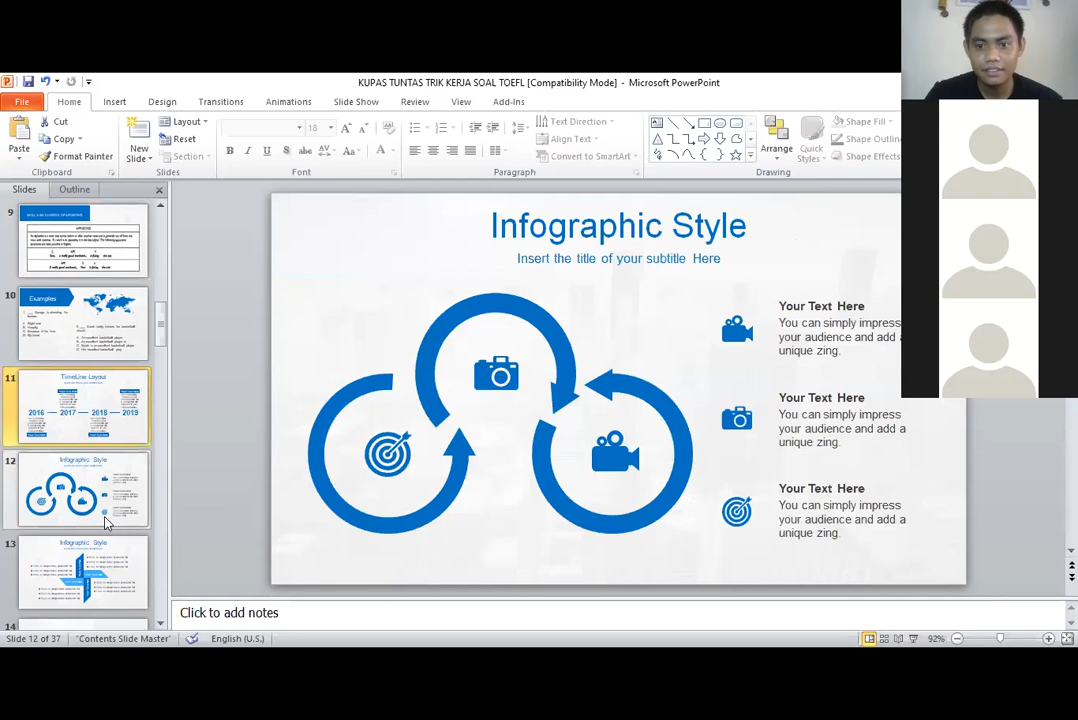 KUPAS TUNTAS TRIK KERJA SOAL TOEFL [Compatibility Mode] - Microsoft PowerPoint
File Home Insert Design Transitions Animations Slide Show Review View Add-Ins
Cut
Copy
Format Painter
Paste
Clipboard
New
Slide
Layout
Reset
Section
Slides
18
Font
Text Direction
Align Text
Convert to SmartArt
Paragraph
Arrange
Quick
Styles
Shape Fill
Shape Outlin
Shape Effects
Drawing
Slides Outline
9
10
Examples
11
TimeLine Layout
2016 2017 2018 2019
12
Infographic Style
13
Infographic Style
14
Infographic Style
Insert the title of your subtitle Here
Your Text Here
You can simply impress
your audience and add a
unique zing.
Your Text Here
You can simply impress
your audience and add a
unique zing.
Your Text Here
You can simply impress
your audience and add a
unique zing.
Click to add notes
Slide 12 of 37 "Contents Slide Master" English (U.S.) 92%